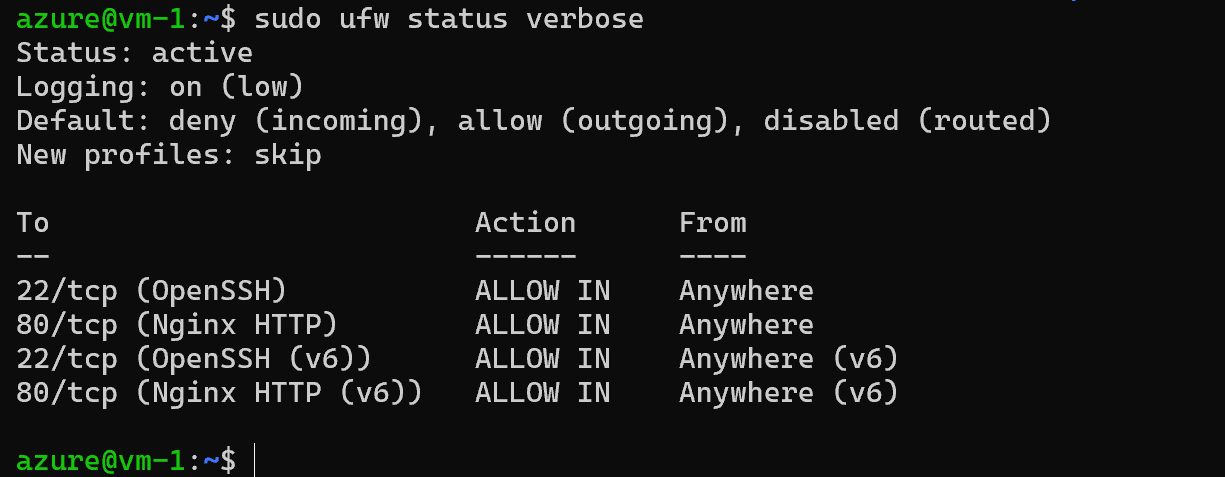 azure@vm-1:~$ sudo ufw status verbose
Status: active
Logging: on (low)
Default: deny (incoming), allow (outgoing), disabled (routed)
New profiles: skip
To Action From
-- ------ ----
22/tcp (OpenSSH) ALLOW IN Anywhere
80/tcp (Nginx HTTP) ALLOW IN Anywhere
22/tcp (OpenSSH (v6)) ALLOW IN Anywhere (v6)
80/tcp (Nginx HTTP (v6)) ALLOW IN Anywhere (v6)
azure@vm-1:~$